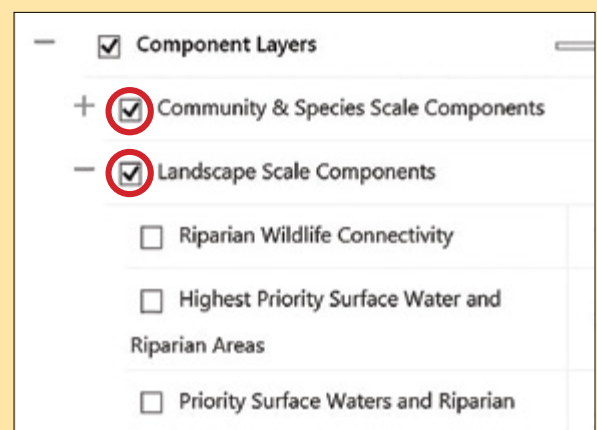 Component Layers
Community & Species Scale Components
Landscape Scale Components
Riparian Wildlife Connectivity
Highest Priority Surface Water and
Riparian Areas
Priority Surface Waters and Riparian